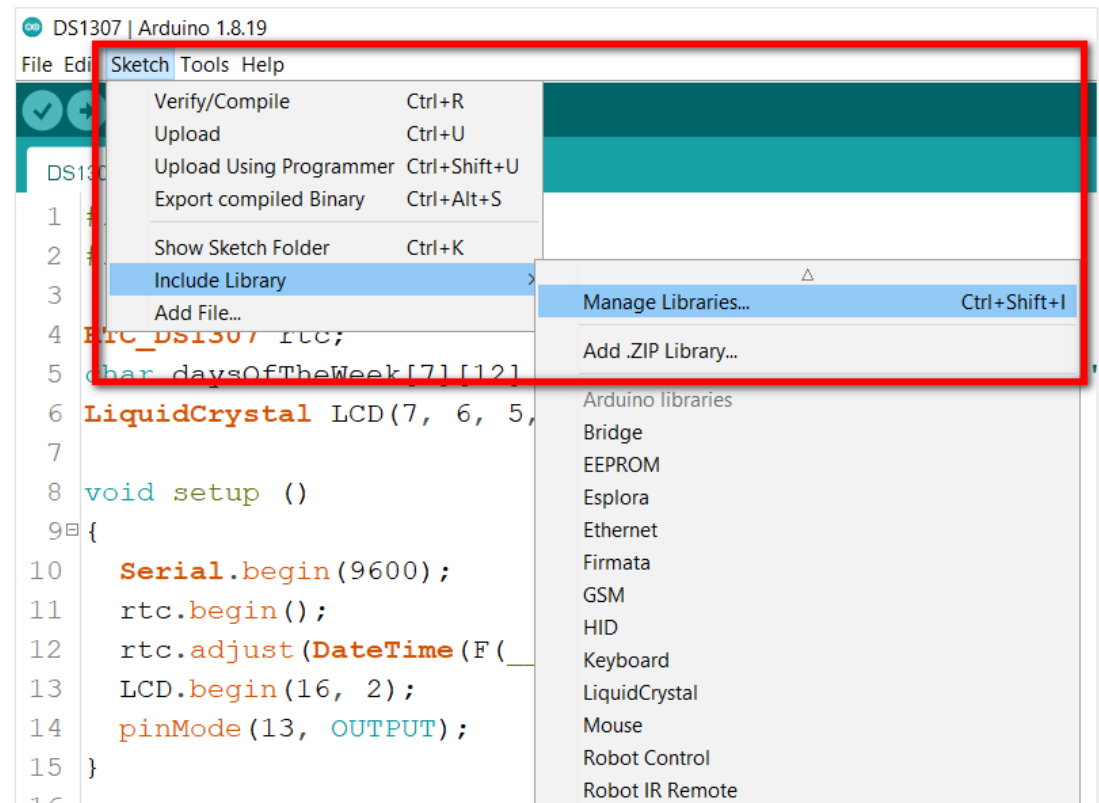 DS1307 | Arduino 1.8.19
File Edi Sketch Tools Help
Verify/Compile Ctrl+R
Upload Ctrl+U
Upload Using Programmer Ctrl+Shift+U
Export compiled Binary Ctrl+Alt+S
Show Sketch Folder Ctrl+K
Include Library
Add File...
Manage Libraries... Ctrl+Shift+I
Add .ZIP Library...
Arduino libraries
Bridge
EEPROM
Esplora
Ethernet
Firmata
GSM
HID
Keyboard
LiquidCrystal
Mouse
Robot Control
Robot IR Remote
DS130
1 #
2 #
3
4 RTC_DS1307 rtc;
5 char daysOfTheWeek[7][12]
6 LiquidCrystal LCD(7, 6, 5,
7
8 void setup ()
9 {
10 Serial.begin(9600);
11 rtc.begin();
12 rtc.adjust(DateTime(F(__
13 LCD.begin(16, 2);
14 pinMode(13, OUTPUT);
15 }